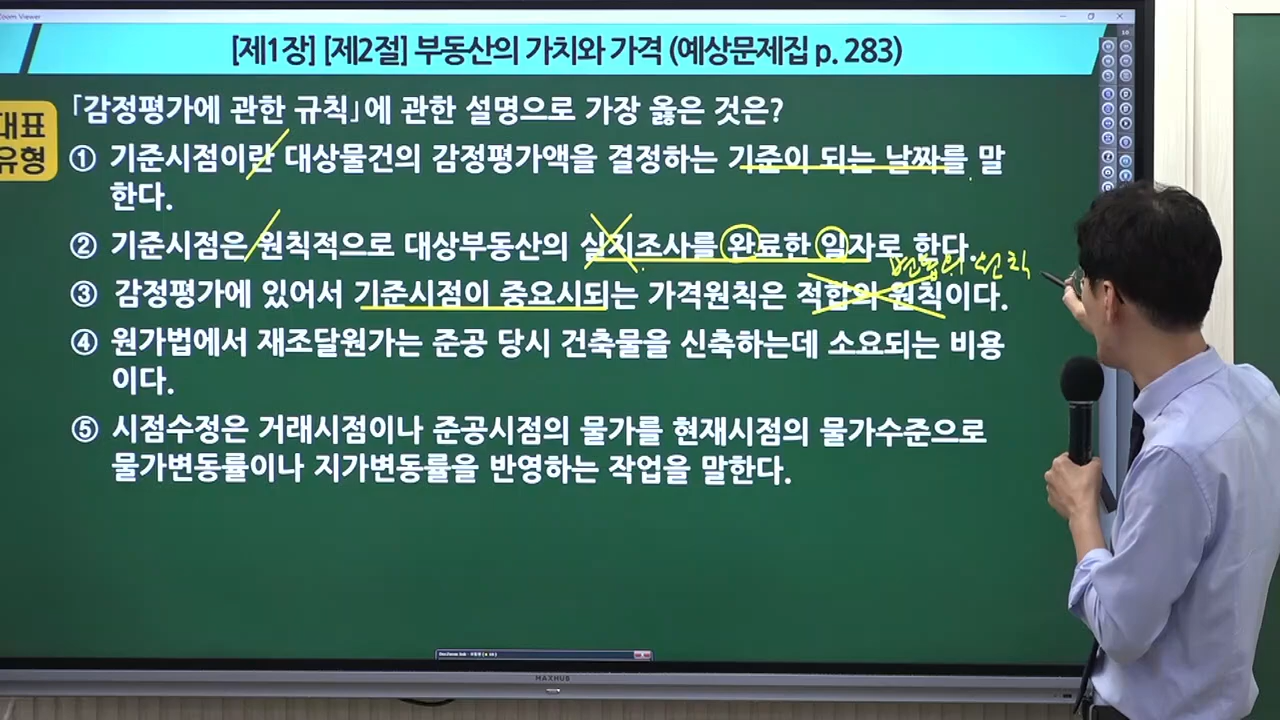 Zoom Viewer
[제1장] [제2절] 부동산의 가치와 가격 (예상문제집 p. 283)
대표
유형
「감정평가에 관한 규칙」에 관한 설명으로 가장 옳은 것은?
① 기준시점이란 대상물건의 감정평가액을 결정하는 기준이 되는 날짜를 말
한다.
② 기준시점은 원칙적으로 대상부동산의 실지조사를 완료한 일자로 한다.
변동의 원칙
③ 감정평가에 있어서 기준시점이 중요시되는 가격원칙은 적합의 원칙이다.
④ 원가법에서 재조달원가는 준공 당시 건축물을 신축하는데 소요되는 비용
이다.
⑤ 시점수정은 거래시점이나 준공시점의 물가를 현재시점의 물가수준으로
물가변동률이나 지가변동률을 반영하는 작업을 말한다.
MAXHUB